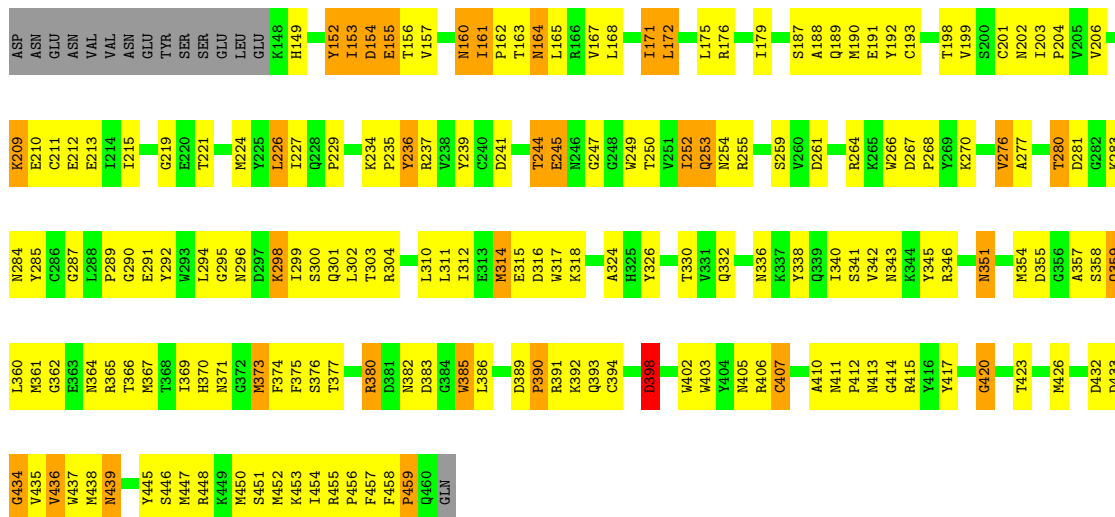 ASP ASN GLU ASN VAL VAL ASN GLU TYR SER SER GLU LEU GLU K148 H149 Y152 I153 D154 E155 T156 V157 N160 I161 P162 T163 N164 L165 R166 V167 L168 I171 L172 L175 R176 I179 S187 A188 Q189 M190 E191 Y192 C193 T198 V199 S200 C201 N202 I203 P204 V205 V206
K209 E210 C211 E212 E213 I214 I215 G219 E220 T221 M224 Y225 L226 I227 Q228 P229 K234 P235 Y236 R237 V238 Y239 C240 D241 T244 E245 N246 G247 G248 W249 T250 V251 I252 Q253 N254 R255 S259 V260 D261 R264 K265 W266 D267 P268 Y269 K270 V276 A277 T280 D281 G282 K283
N284 Y285 C286 G287 L288 P289 G290 E291 Y292 W293 L294 G295 N296 D297 K298 I299 S300 Q301 L302 T303 R304 L310 L311 I312 E313 M314 E315 D316 W317 K318 A324 H325 Y326 T330 V331 Q332 N336 K337 Y338 Q339 I340 S341 V342 N343 K344 Y345 R346 N351 M354 D355 G356 A357 S358 Q359
L360 M361 G362 E363 N364 R365 T366 M367 T368 I369 H370 N371 G372 M373 F374 F375 S376 T377 R380 D381 N382 D383 G384 W385 L386 D389 P390 R391 K392 Q393 C394 D398 W402 W403 Y404 N405 R406 C407 A410 N411 P412 N413 G414 R415 Y416 Y417 G420 T423 M426 D432 D433
G434 V435 V436 W437 M438 N439 Y445 S446 M447 R448 K449 M450 S451 M452 K453 I454 R455 P456 F457 F458 P459 Q460 GLN